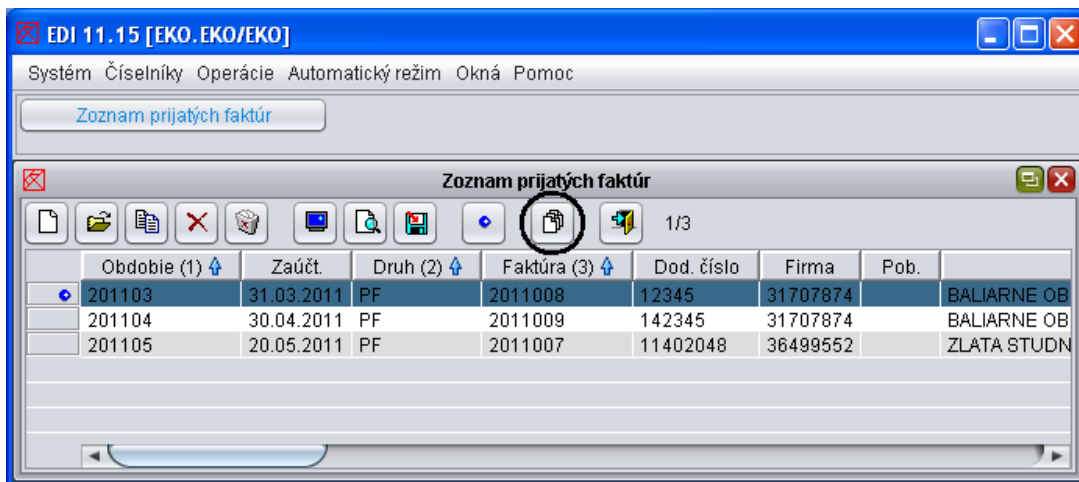 EDI 11.15 [EKO.EKO/EKO]
Systém Číselníky Operácie Automatický režim Okná Pomoc
Zoznam prijatých faktúr
Zoznam prijatých faktúr
1/3
Obdobie (1) Zaúčt. Druh (2) Faktúra (3) Dod. číslo Firma Pob.
201103 31.03.2011 PF 2011008 12345 31707874 BALIARNE OB
201104 30.04.2011 PF 2011009 142345 31707874 BALIARNE OB
201105 20.05.2011 PF 2011007 11402048 36499552 ZLATA STUDN